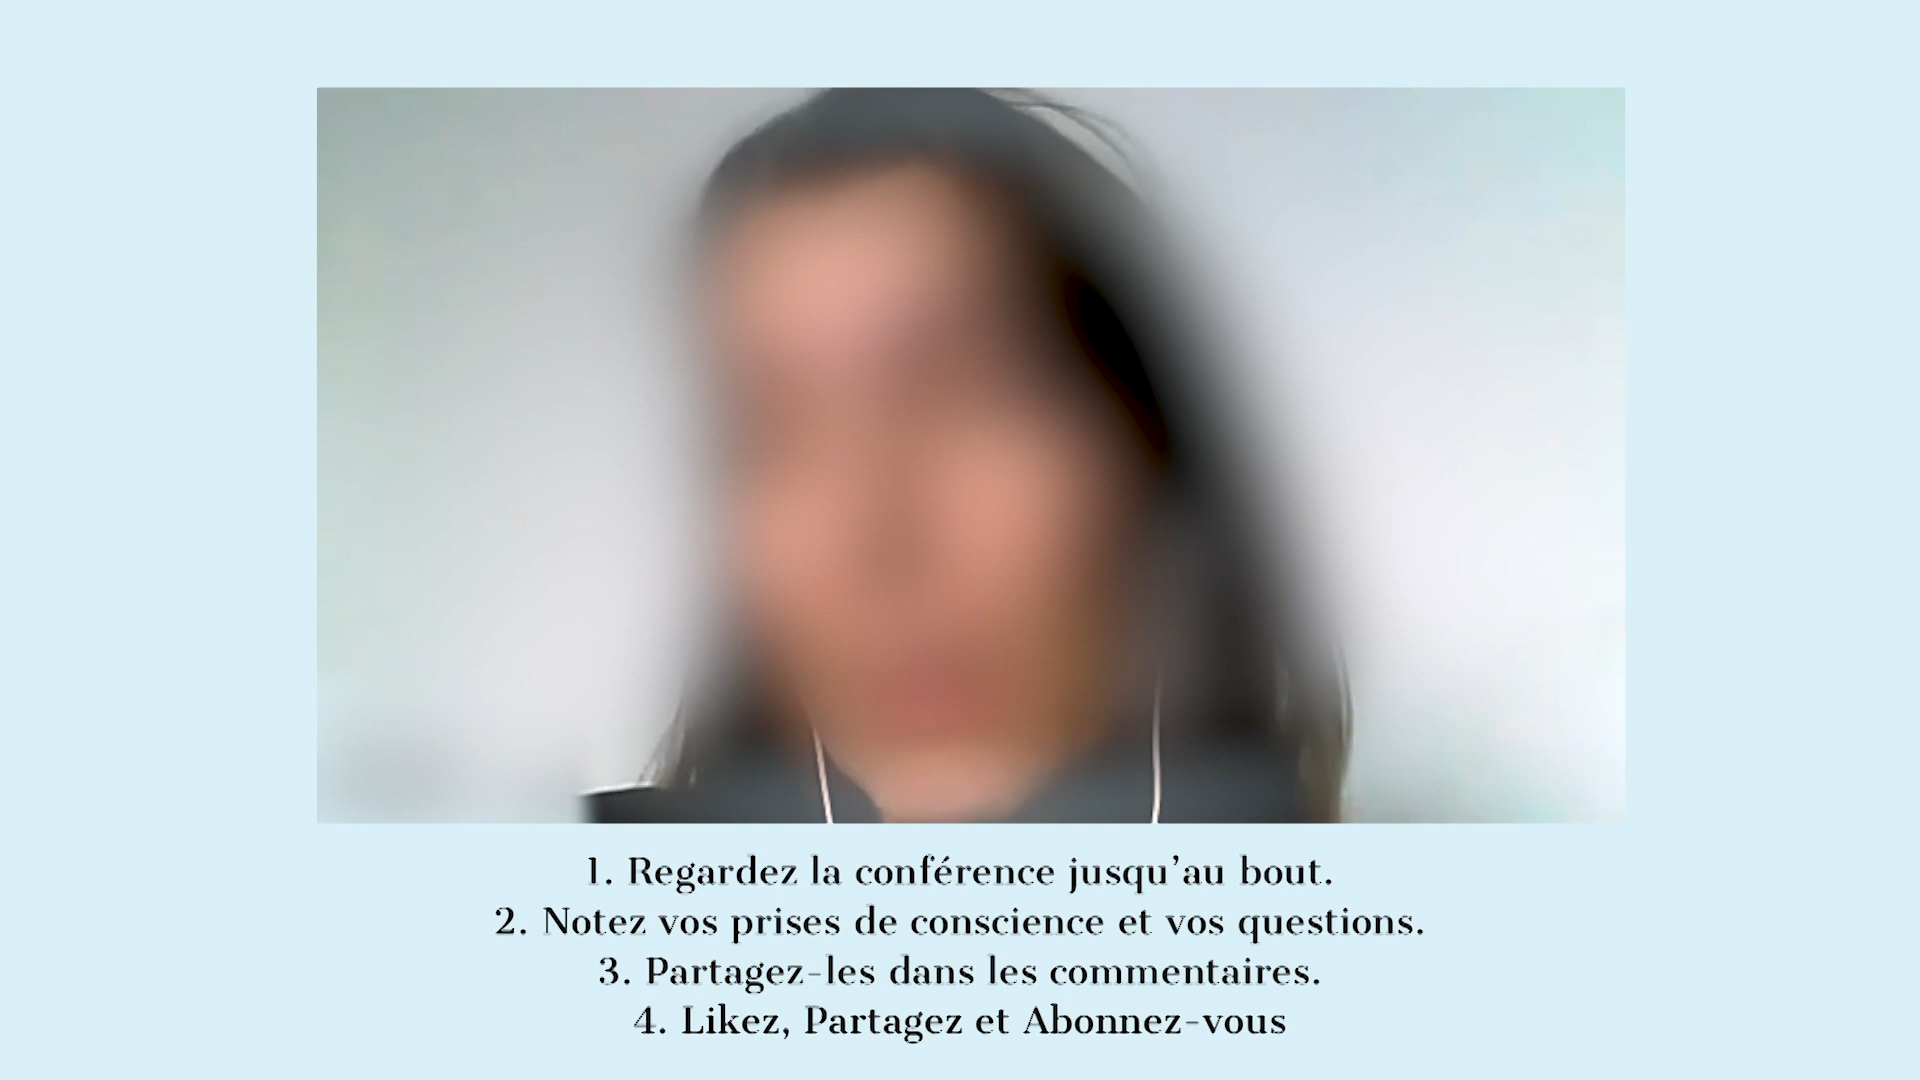 1. Regardez la conférence jusqu'au bout.
2. Notez vos prises de conscience et vos questions.
3. Partagez-les dans les commentaires.
4. Likez, Partagez et Abonnez-vous